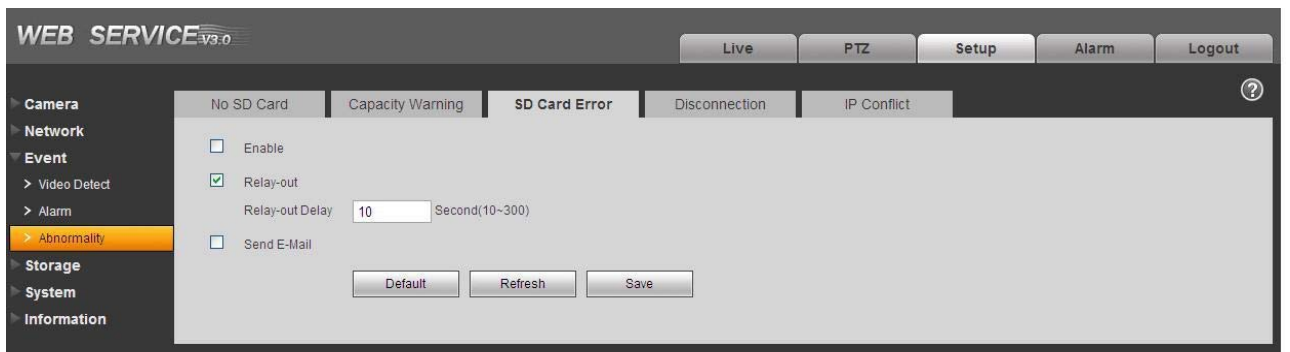 WEB SERVICE V3.0
Live PTZ Setup Alarm Logout
?
Camera
Network
Event
> Video Detect
> Alarm
> Abnormality
Storage
System
Information
No SD Card Capacity Warning SD Card Error Disconnection IP Conflict
Enable
Relay-out
Relay-out Delay 10 Second(10~300)
Send E-Mail
Default Refresh Save